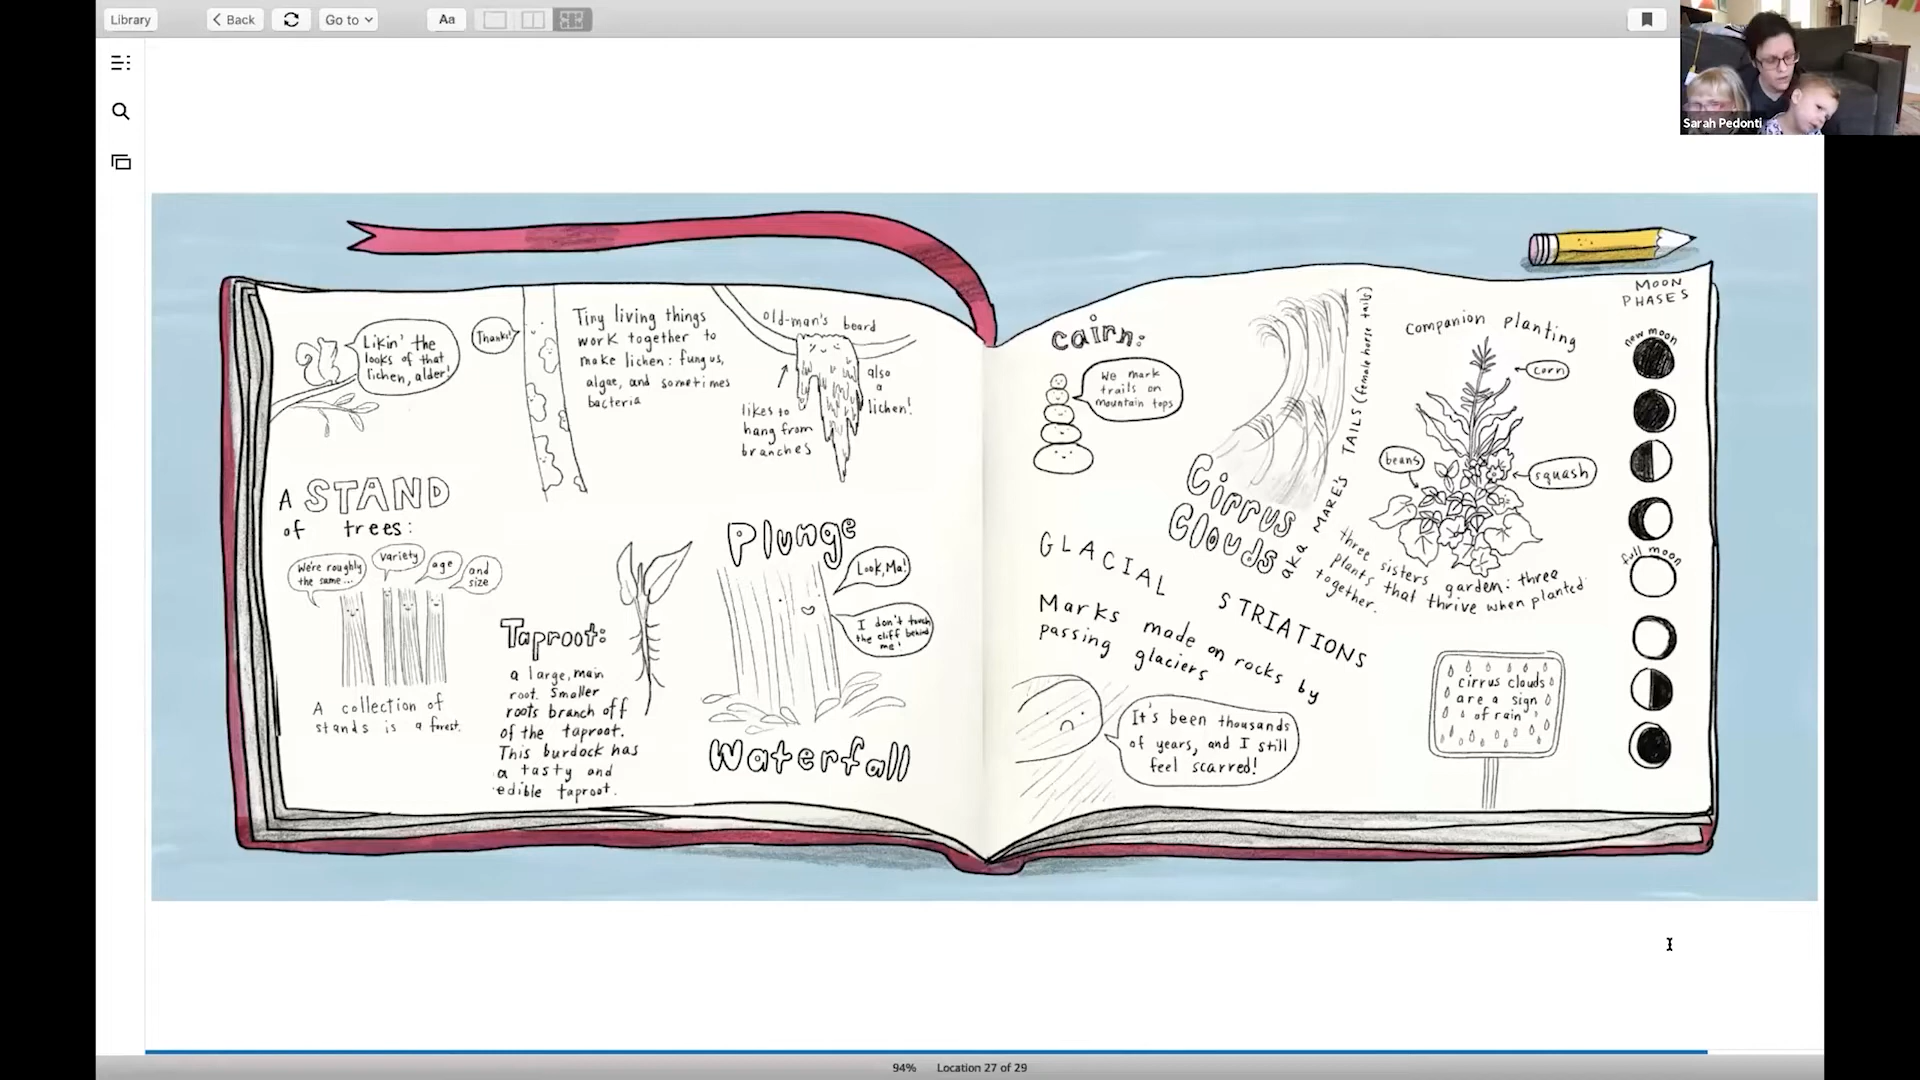 Library
Back
Go to
Aa
Sarah Pedonti
Likin' the
looks of that
lichen, alder!
Thanks!
Tiny living things
work together to
make lichen: fungus,
algae, and sometimes
bacteria
old-man's beard
also
a
lichen!
likes to
hang from
branches
A STAND
of trees:
We're roughly
the same...
variety
age
and
size
A collection of
stands is a forest.
Taproot:
a large, main
root. Smaller
roots branch off
of the taproot.
This burdock has
a tasty and
edible taproot.
Plunge
Look, Ma!
I don't touch
the cliff behind
me!
Waterfall
cairn:
We mark
trails on
mountain tops
Cirrus
Clouds
aka MARE'S TAILS (female horse tails)
Companion planting
corn
beans
squash
three sisters garden: three
plants that thrive when planted
together.
GLACIAL STRIATIONS
Marks made on rocks by
passing glaciers
It's been thousands
of years, and I still
feel scarred!
cirrus clouds
are a sign
of rain
MOON
PHASES
new moon
full moon
94% Location 27 of 29